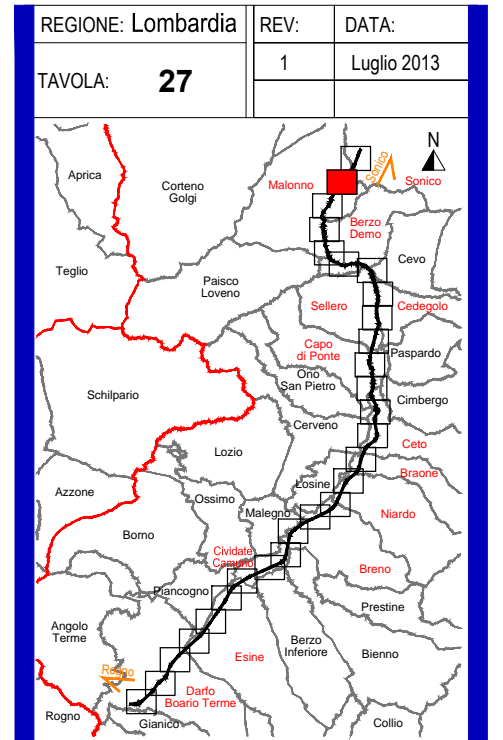 REGIONE: Lombardia
REV:
DATA:
TAVOLA: 27
1
Luglio 2013
N
Aprica
Corteno
Golgi
Malonno
Sonico
Sonico
Berzo
Demo
Cevo
Teglio
Paisco
Loveno
Sellero
Cedegolo
Capo
di Ponte
Paspardo
Ono
San Pietro
Schilpario
Cimbergo
Cerveno
Ceto
Lozio
Braone
Losine
Azzone
Ossimo
Malegno
Niardo
Borno
Cividate
Camuno
Breno
Piancogno
Prestine
Angolo
Terme
Berzo
Inferiore
Bienno
Esine
Rogno
Darfo
Boario Terme
Rogno
Gianico
Collio